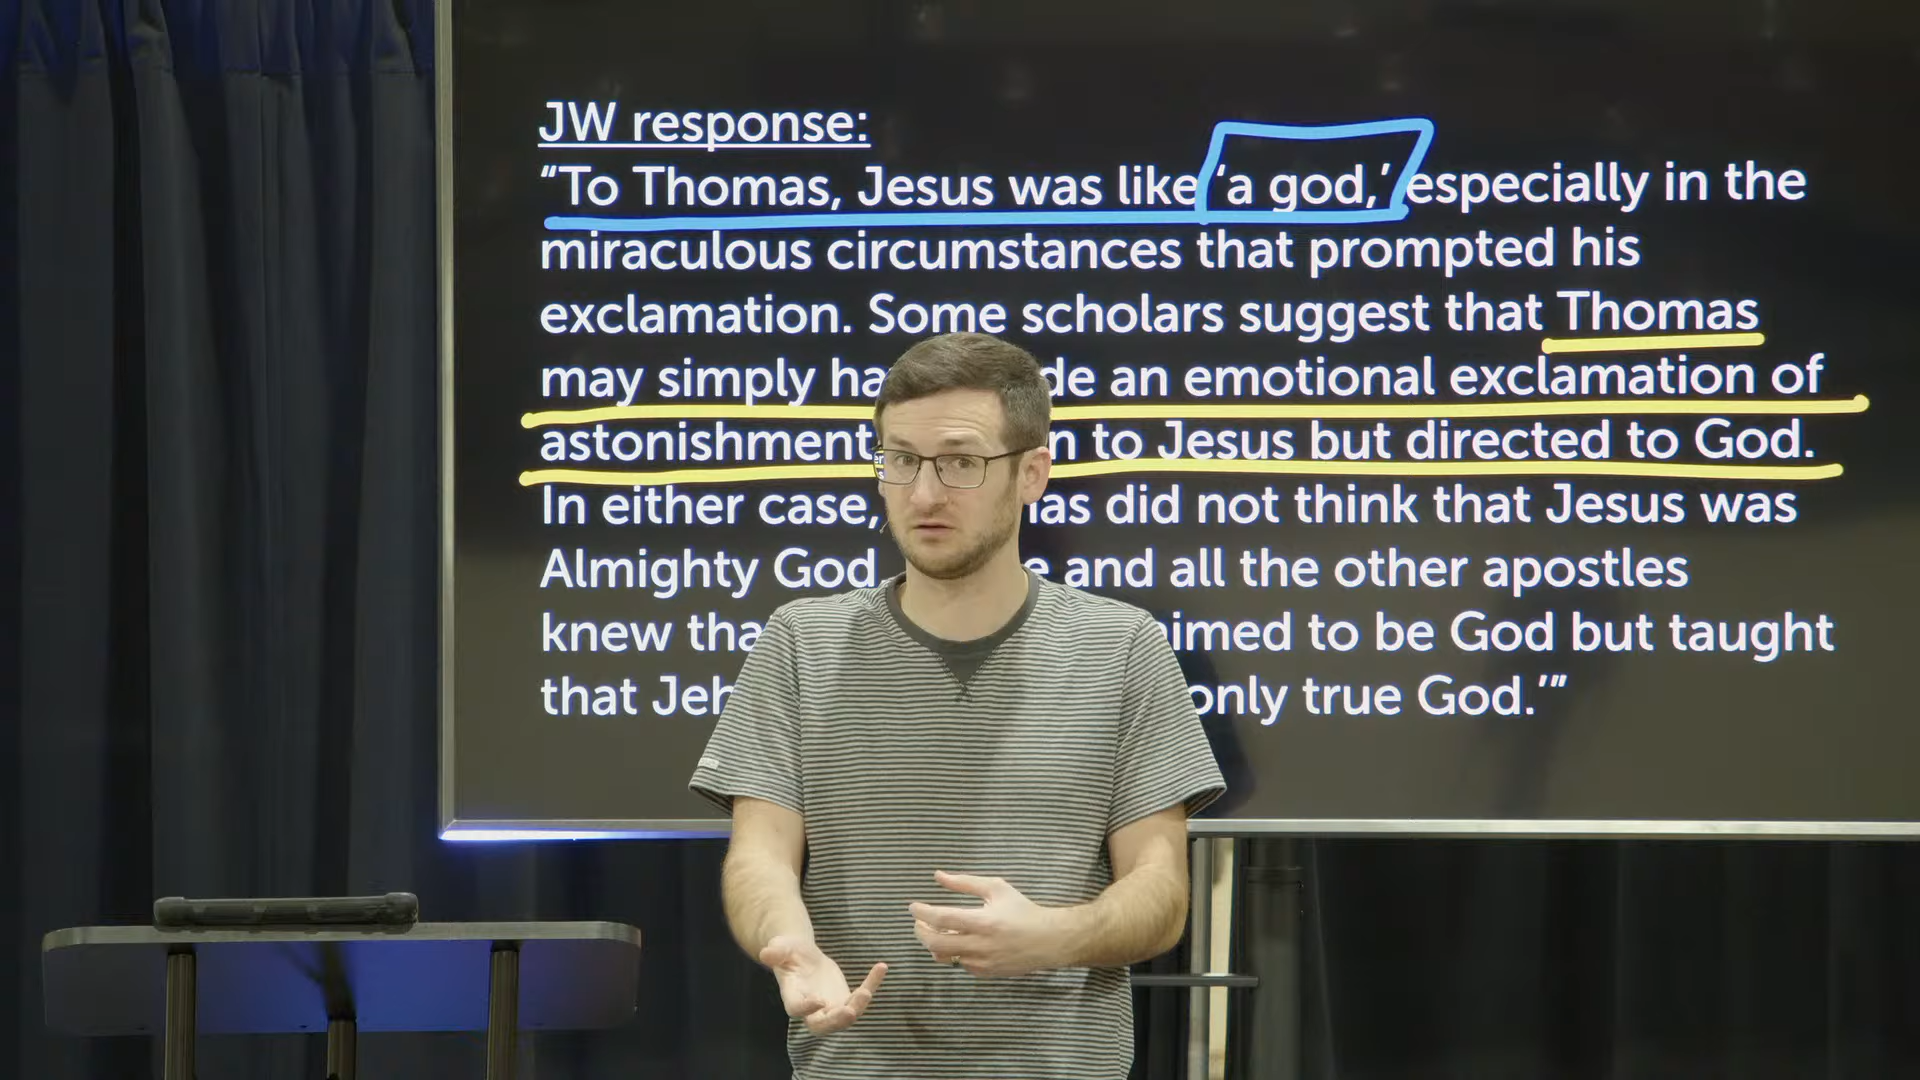 JW response:
“To Thomas, Jesus was like ‘a god,’ especially in the
miraculous circumstances that prompted his
exclamation. Some scholars suggest that Thomas
may simply ha de an emotional exclamation of
astonishment n to Jesus but directed to God.
In either case, as did not think that Jesus was
Almighty God, e and all the other apostles
knew tha imed to be God but taught
that Jeh only true God.’”